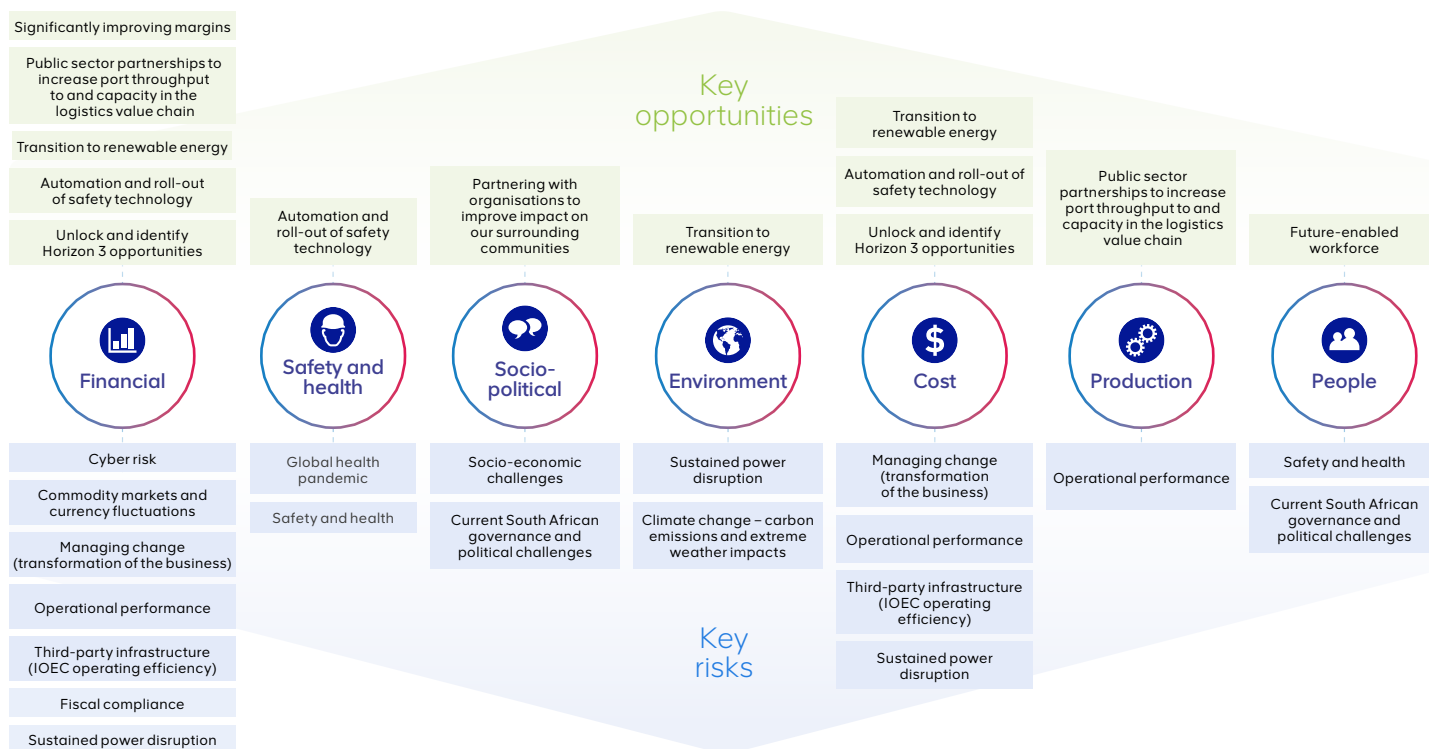 Key
opportunities
Significantly improving margins
Public sector partnerships to
increase port throughput
to and capacity in the
logistics value chain
Transition to renewable energy
Automation and roll-out
of safety technology
Unlock and identify
Horizon 3 opportunities
Automation and
roll-out of safety
technology
Partnering with
organisations to
improve impact on
our surrounding
communities
Transition to
renewable energy
Transition to
renewable energy
Automation and roll-out of
safety technology
Unlock and identify
Horizon 3 opportunities
Public sector
partnerships to increase
port throughput to and
capacity in the logistics
value chain
Future-enabled
workforce
Financial
Safety and
health
Socio-
political
Environment
$
Cost
Production
People
Cyber risk
Commodity markets and
currency fluctuations
Managing change
(transformation of the business)
Operational performance
Third-party infrastructure
(IOEC operating efficiency)
Fiscal compliance
Sustained power disruption
Global health
pandemic
Safety and health
Socio-economic
challenges
Current South African
governance and
political challenges
Sustained power
disruption
Climate change – carbon
emissions and extreme
weather impacts
Managing change
(transformation
of the business)
Operational performance
Third-party infrastructure
(IOEC operating
efficiency)
Sustained power
disruption
Operational performance
Safety and health
Current South African
governance and
political challenges
Key
risks